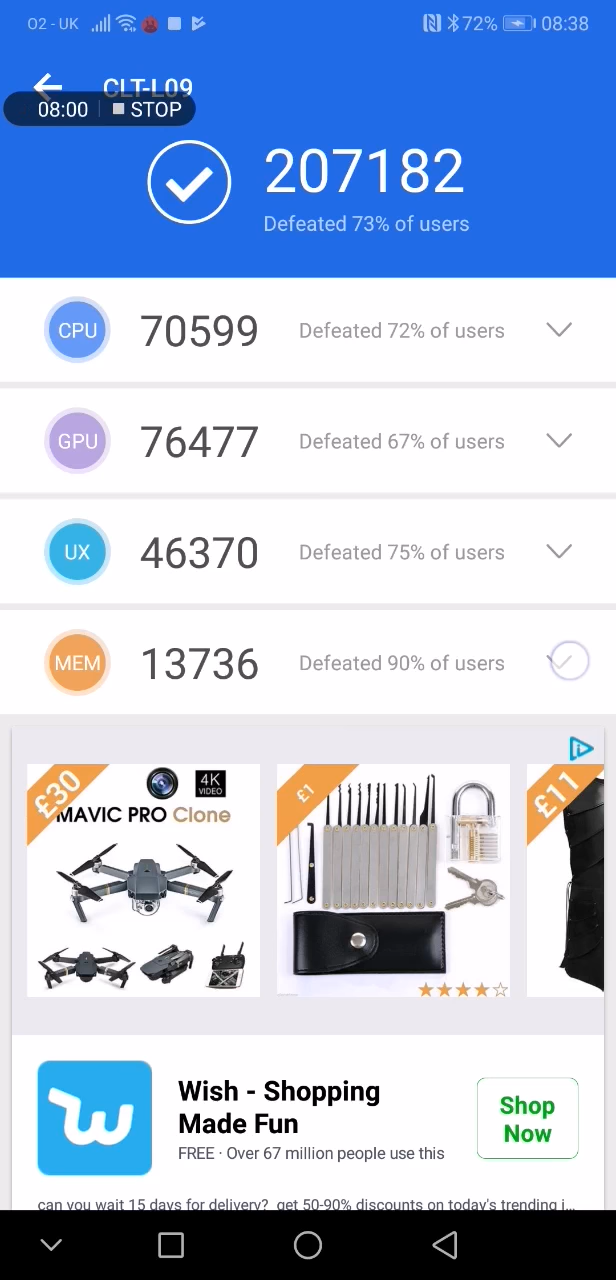 O2 - UK 72% 08:38
CLT-L09
08:00 STOP
207182
Defeated 73% of users
CPU 70599 Defeated 72% of users
GPU 76477 Defeated 67% of users
UX 46370 Defeated 75% of users
MEM 13736 Defeated 90% of users
£30 4K
VIDEO
MAVIC PRO Clone
£1
£11
Wish - Shopping
Made Fun
FREE · Over 67 million people use this
Shop
Now
can you wait 15 days for delivery? get 50-90% discounts on today's trending i...